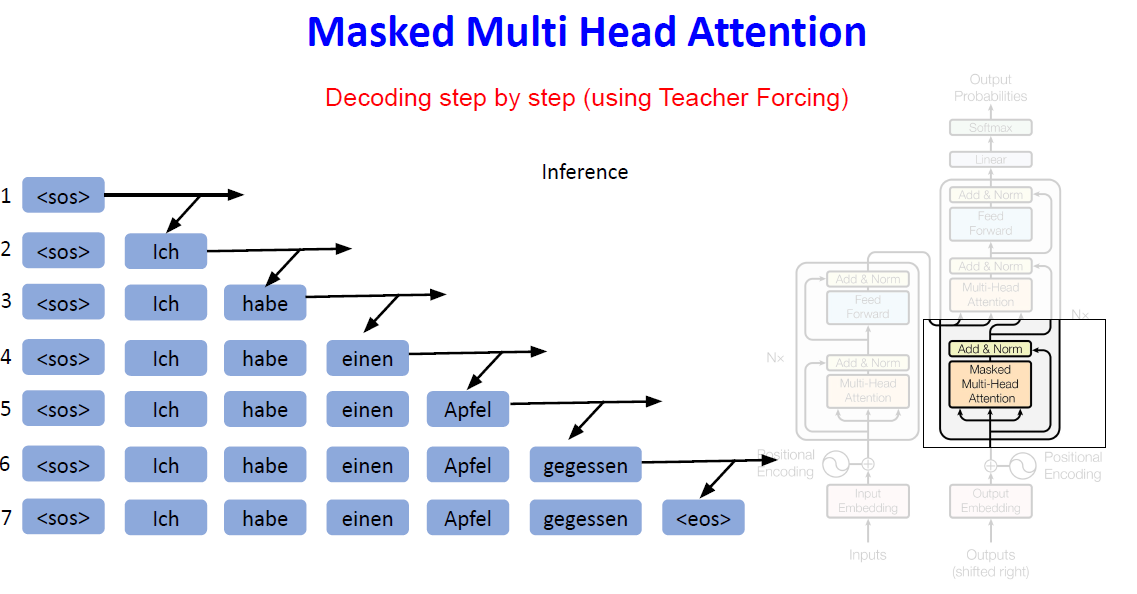 Masked Multi Head Attention
Decoding step by step (using Teacher Forcing)
Inference
1 <sos>
2 <sos> Ich
3 <sos> Ich habe
4 <sos> Ich habe einen
5 <sos> Ich habe einen Apfel
6 <sos> Ich habe einen Apfel gegessen
7 <sos> Ich habe einen Apfel gegessen <eos>
Output
Probabilities
Softmax
Linear
Add & Norm
Feed
Forward
Add & Norm
Multi-Head
Attention
N×
Add & Norm
Masked
Multi-Head
Attention
Positional
Encoding
Output
Embedding
Outputs
(shifted right)
Add & Norm
Feed
Forward
N×
Add & Norm
Multi-Head
Attention
Positional
Encoding
Input
Embedding
Inputs